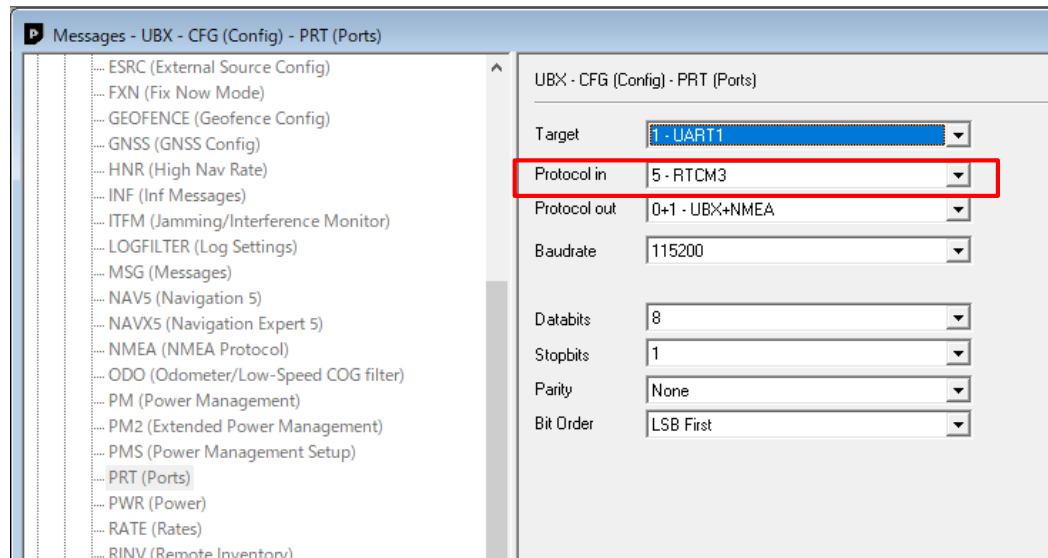 Messages - UBX - CFG (Config) - PRT (Ports)
ESRC (External Source Config)
FXN (Fix Now Mode)
GEOFENCE (Geofence Config)
GNSS (GNSS Config)
HNR (High Nav Rate)
INF (Inf Messages)
ITFM (Jamming/Interference Monitor)
LOGFILTER (Log Settings)
MSG (Messages)
NAV5 (Navigation 5)
NAVX5 (Navigation Expert 5)
NMEA (NMEA Protocol)
ODO (Odometer/Low-Speed COG filter)
PM (Power Management)
PM2 (Extended Power Management)
PMS (Power Management Setup)
PRT (Ports)
PWR (Power)
RATE (Rates)
RINV (Remote Inventory)
UBX - CFG (Config) - PRT (Ports)
Target 1 - UART1
Protocol in 5 - RTCM3
Protocol out 0+1 - UBX+NMEA
Baudrate 115200
Databits 8
Stopbits 1
Parity None
Bit Order LSB First